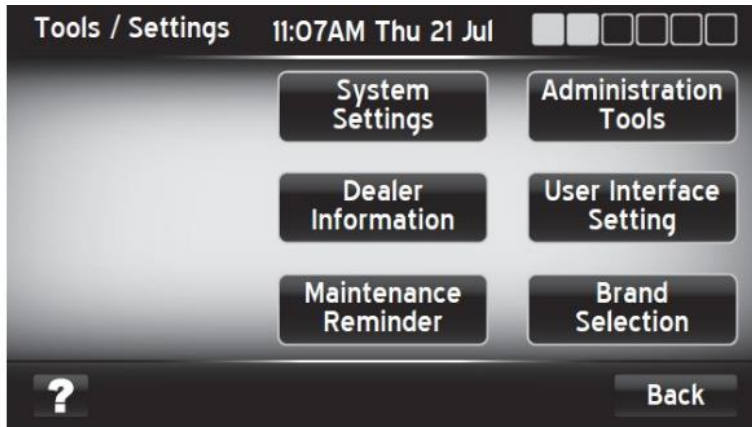 Tools / Settings 11:07AM Thu 21 Jul
System
Settings
Administration
Tools
Dealer
Information
User Interface
Setting
Maintenance
Reminder
Brand
Selection
?
Back